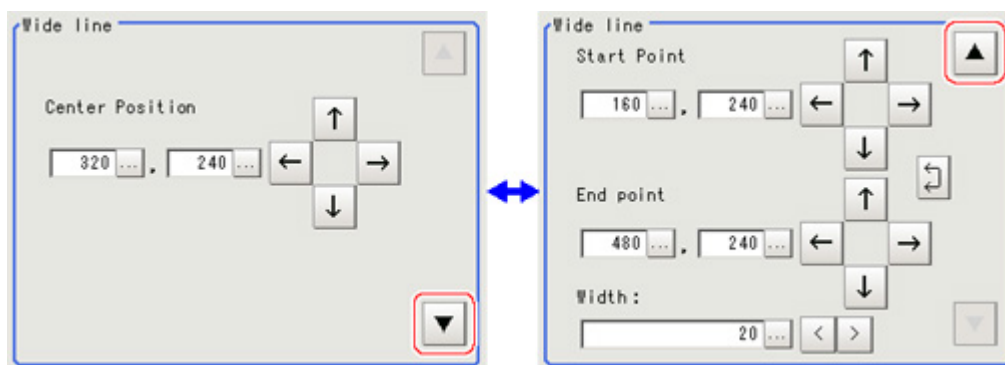 Wide line
Center Position
320 ... , 240 ...
Wide line
Start Point
160 ... , 240 ...
End point
480 ... , 240 ...
Width:
20 ... < >